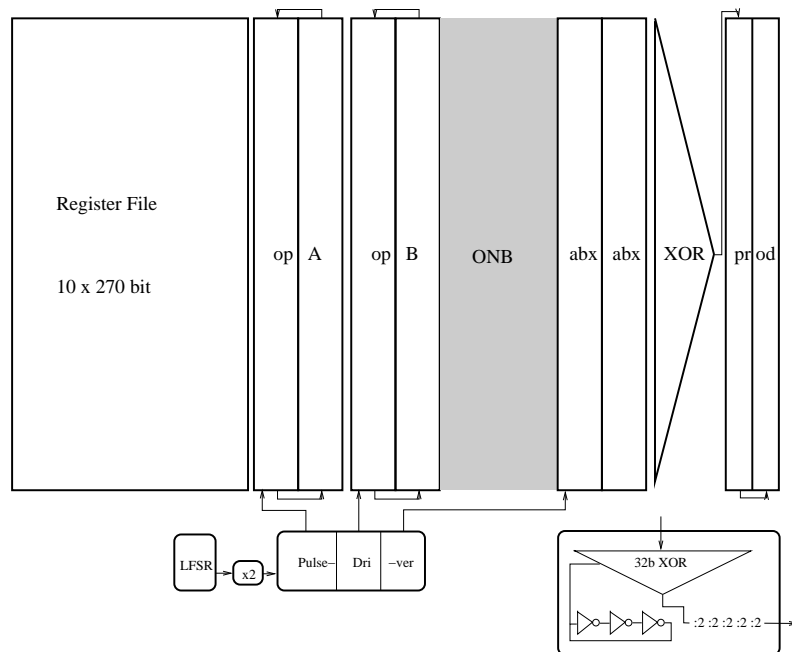 Register File
10 x 270 bit
op A
op B
ONB
abx abx
XOR
pr od
LFSR
x2
Pulse− Dri −ver
32b XOR
:2 :2 :2 :2 :2